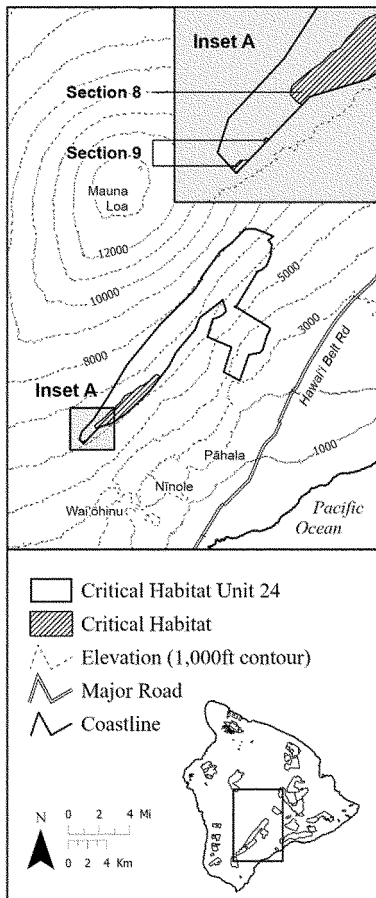 Inset A
Section 8
Section 9
Mauna
Loa
12000
10000
8000
5000
3000
1000
Hawai'i Belt Rd
Inset A
Pāhala
Nīnole
Wai'ōhinu
Pacific
Ocean
Critical Habitat Unit 24
Critical Habitat
Elevation (1,000ft contour)
Major Road
Coastline
N
0 2 4 Mi
0 2 4 Km